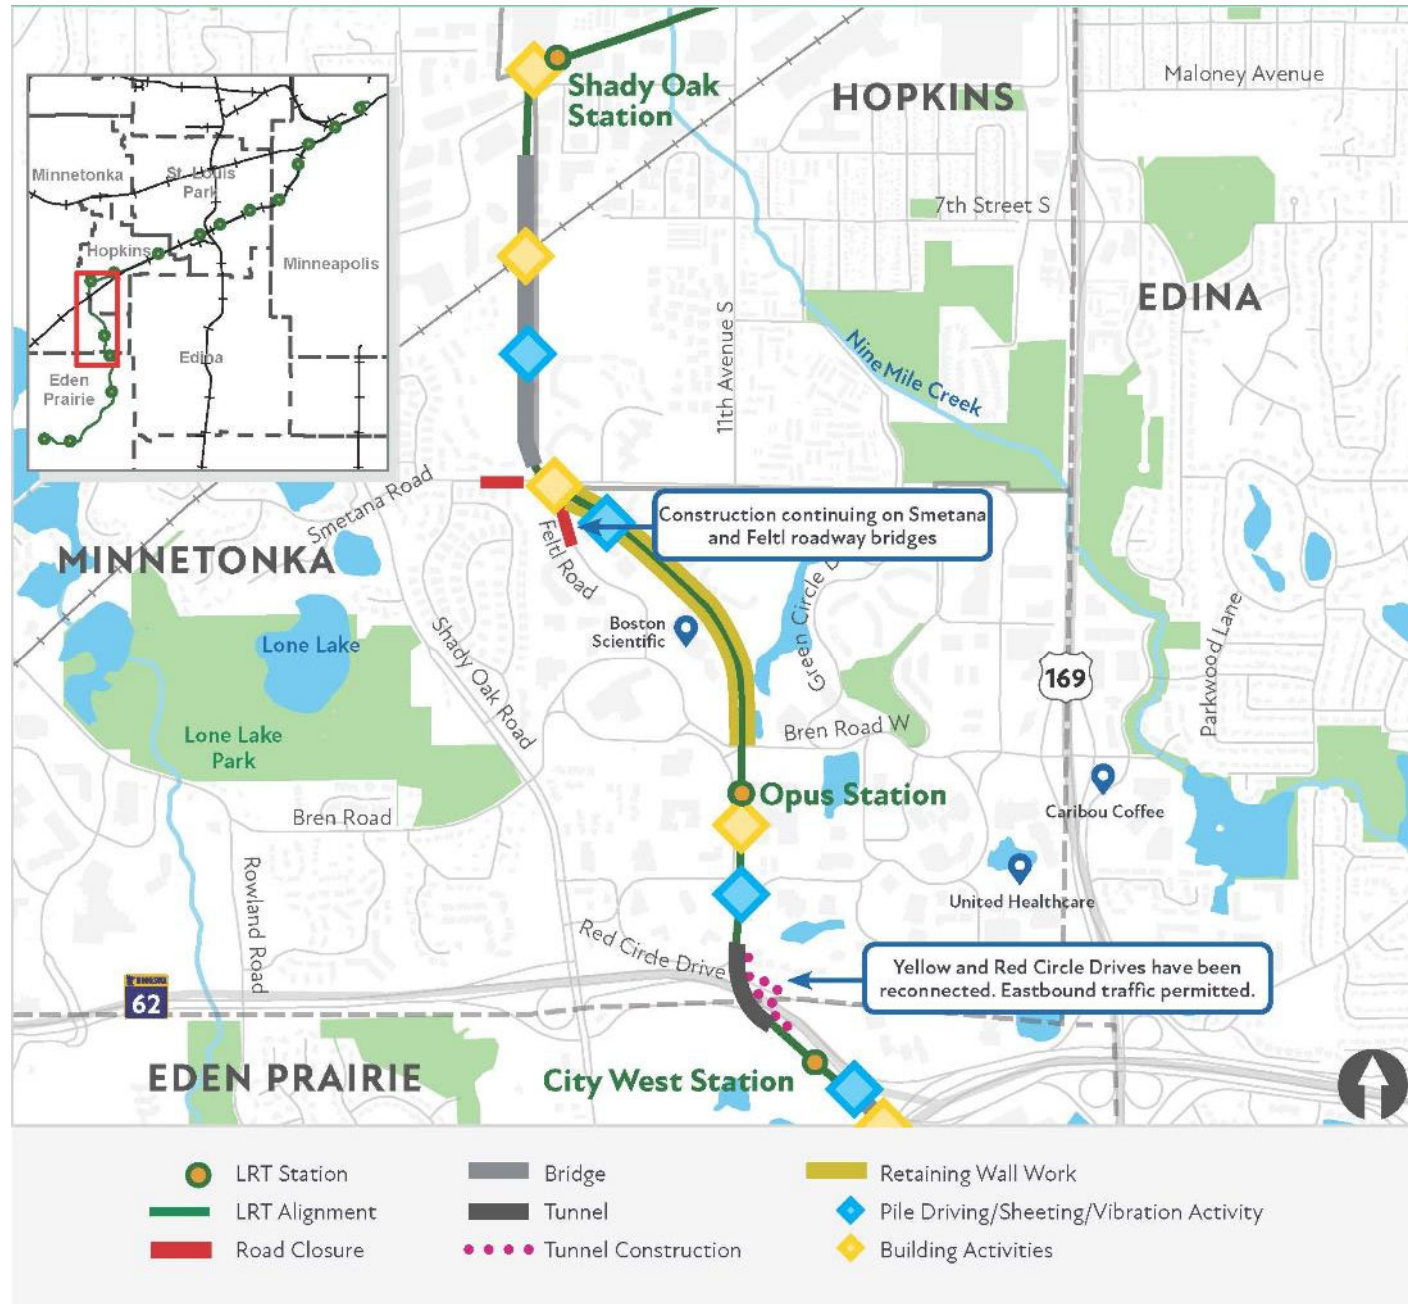 Shady Oak
Station
HOPKINS
Maloney Avenue
Minnetonka
St. Louis
Park
Hopkins
Minneapolis
Edina
Eden
Prairie
7th Street S
EDINA
11th Avenue S
Nine Mile Creek
Smetana Road
Construction continuing on Smetana
and Feltl roadway bridges
MINNETONKA
Feltl Road
Green Circle D
Boston
Scientific
Lone Lake
Shady Oak Road
169
Parkwood Lane
Lone Lake
Park
Bren Road W
Opus Station
Caribou Coffee
Bren Road
Rowland Road
United Healthcare
Red Circle Drive
Yellow and Red Circle Drives have been
reconnected. Eastbound traffic permitted.
62
EDEN PRAIRIE
City West Station
LRT Station
Bridge
Retaining Wall Work
LRT Alignment
Tunnel
Pile Driving/Sheeting/Vibration Activity
Road Closure
Tunnel Construction
Building Activities